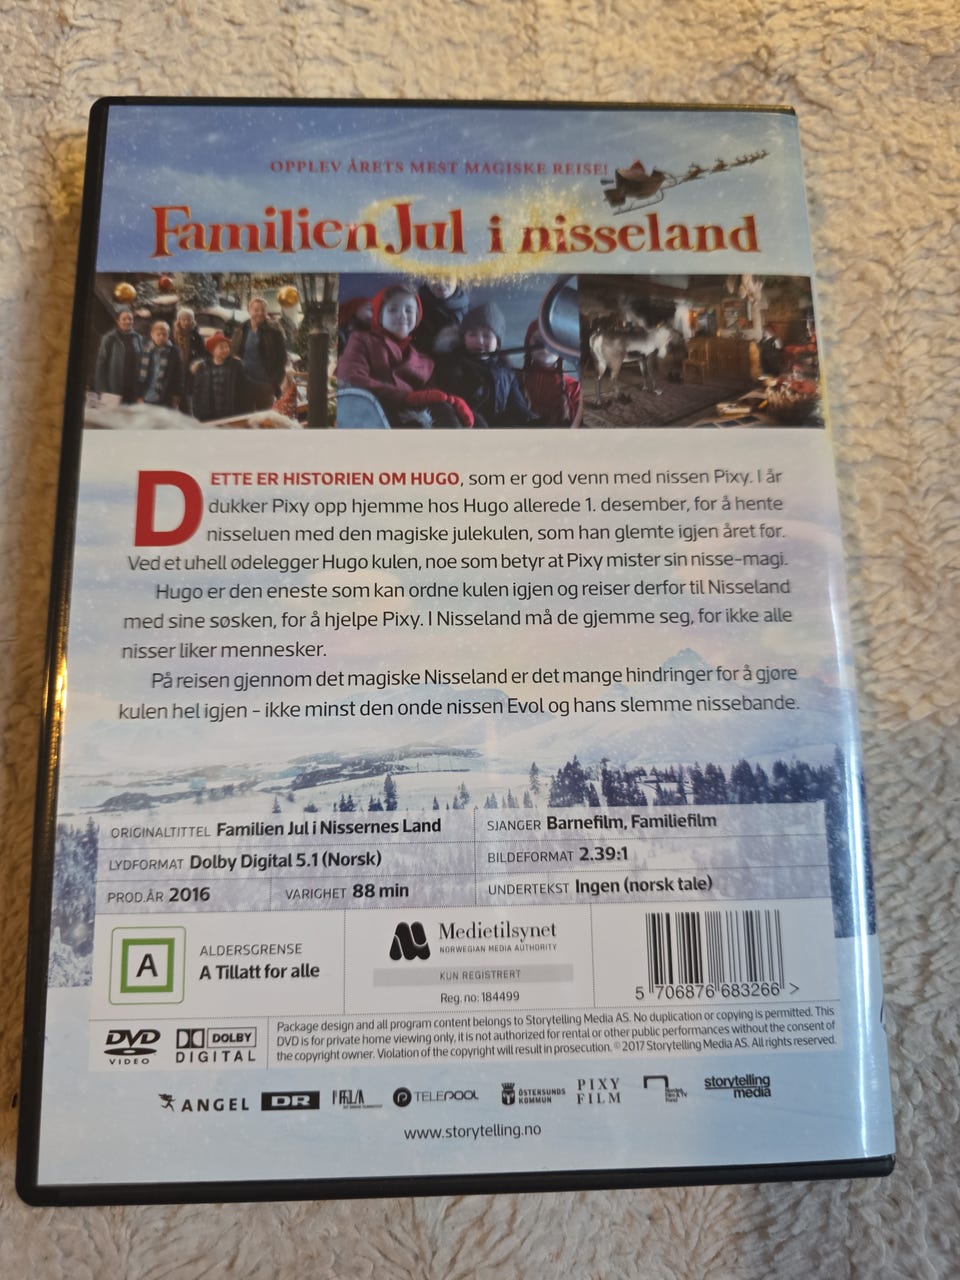 OPPLEV ÅRETS MEST MAGISKE REISE!
Familien Jul i nisseland
DETTE ER HISTORIEN OM HUGO, som er god venn med nissen Pixy. I år
dukker Pixy opp hjemme hos Hugo allerede 1. desember, for å hente
nisseluen med den magiske julekulen, som han glemte igjen året før.
Ved et uhell ødelegger Hugo kulen, noe som betyr at Pixy mister sin nisse-magi.
Hugo er den eneste som kan ordne kulen igjen og reiser derfor til Nisseland
med sine søsken, for å hjelpe Pixy. I Nisseland må de gjemme seg, for ikke alle
nisser liker mennesker.
På reisen gjennom det magiske Nisseland er det mange hindringer for å gjøre
kulen hel igjen – ikke minst den onde nissen Evol og hans slemme nissebande.
ORIGINALTITTEL Familien Jul i Nissernes Land
SJANGER Barnefilm, Familiefilm
LYDFORMAT Dolby Digital 5.1 (Norsk)
BILDEFORMAT 2.39:1
PROD.ÅR 2016
VARIGHET 88 min
UNDERTEKST Ingen (norsk tale)
A
ALDERSGRENSE
A Tillatt for alle
Medietilsynet
NORWEGIAN MEDIA AUTHORITY
KUN REGISTRERT
Reg. no: 184499
5 706876 683266 >
DVD
VIDEO
DOLBY
DIGITAL
Package design and all program content belongs to Storytelling Media AS. No duplication or copying is permitted. This
DVD is for private home viewing only, it is not authorized for rental or other public performances without the consent of
the copyright owner. Violation of the copyright will result in prosecution. © 2017 Storytelling Media AS. All rights reserved.
ANGEL
DR
TELEPOOL
ÖSTERSUNDS
KOMMUN
PIXY
FILM
storytelling
media
www.storytelling.no